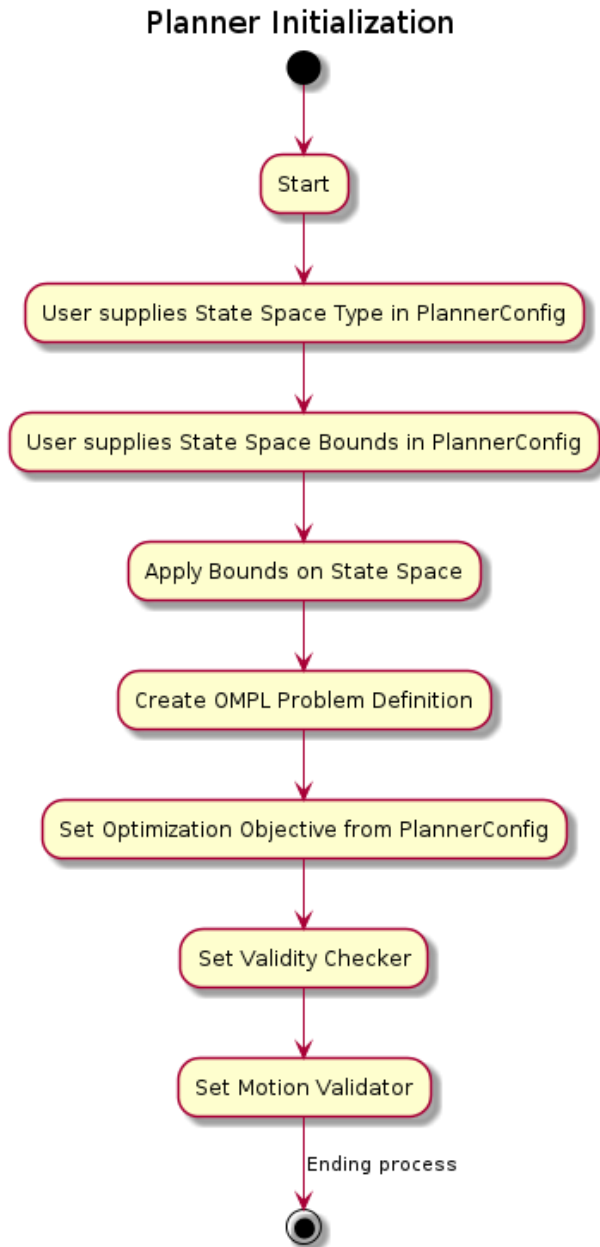 Planner Initialization
Start
User supplies State Space Type in PlannerConfig
User supplies State Space Bounds in PlannerConfig
Apply Bounds on State Space
Create OMPL Problem Definition
Set Optimization Objective from PlannerConfig
Set Validity Checker
Set Motion Validator
Ending process